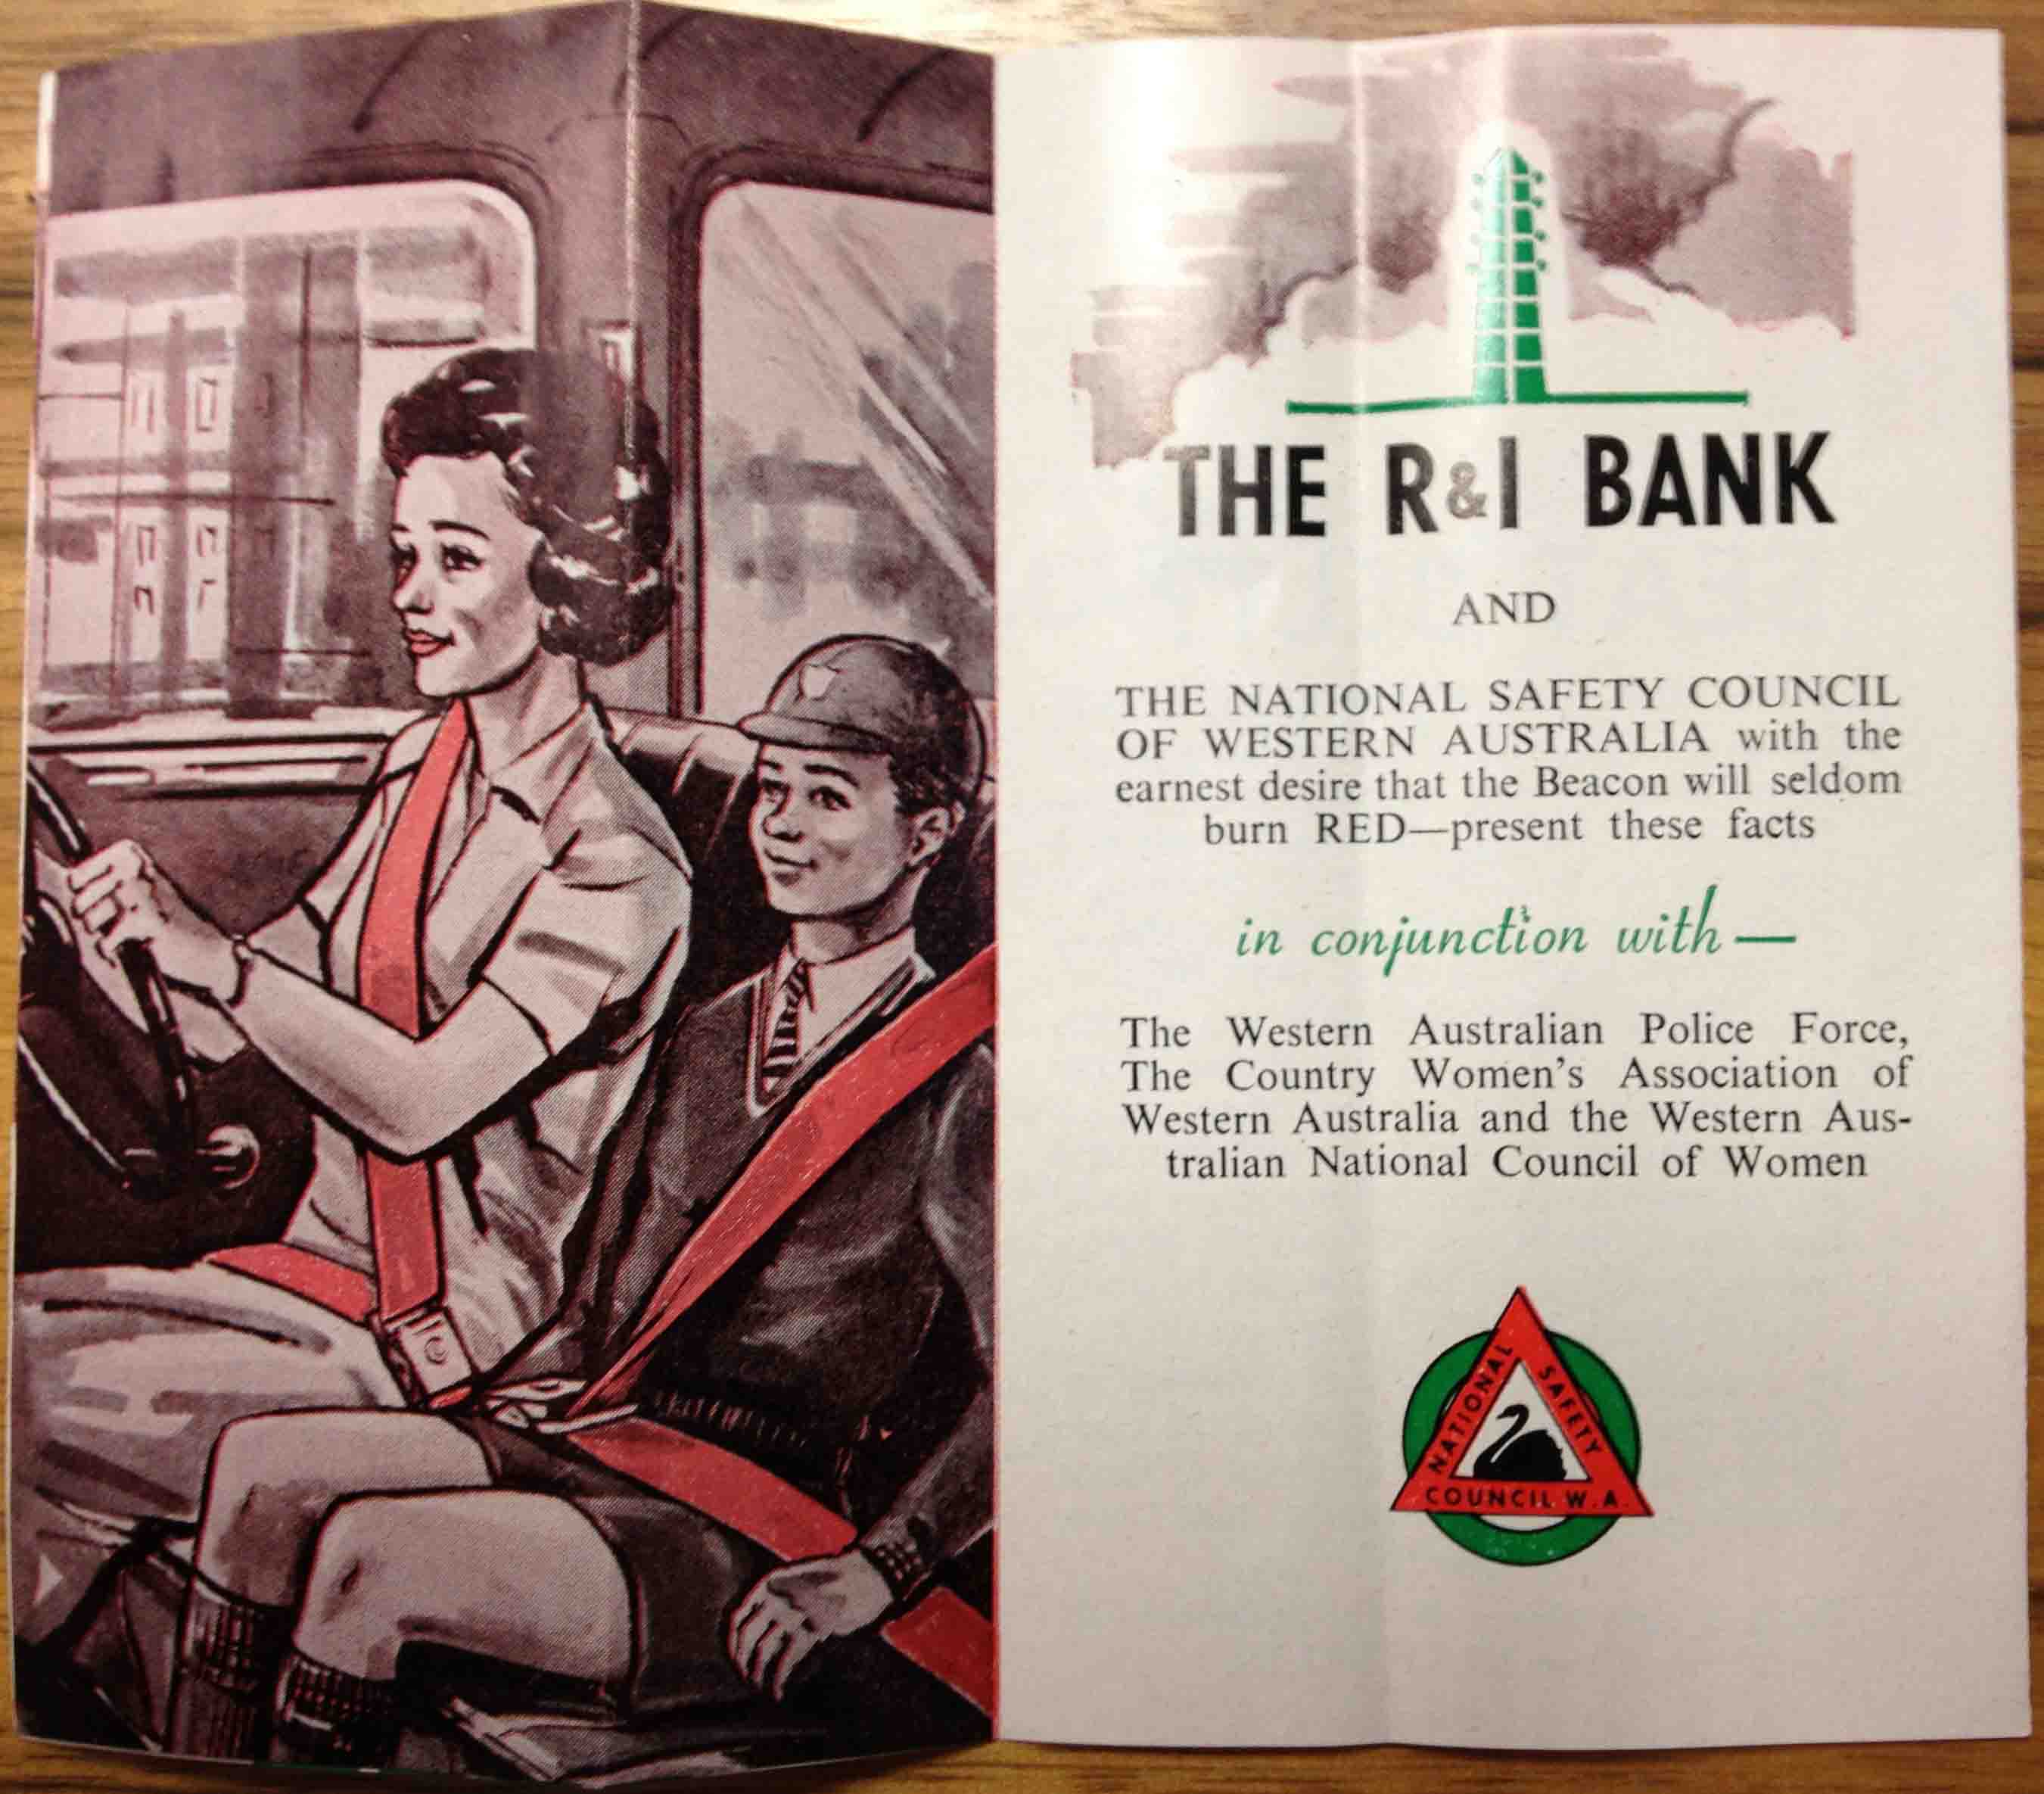 THE R&I BANK
AND
THE NATIONAL SAFETY COUNCIL
OF WESTERN AUSTRALIA with the
earnest desire that the Beacon will seldom
burn RED—present these facts
in conjunction with—
The Western Australian Police Force,
The Country Women's Association of
Western Australia and the Western Aus-
tralian National Council of Women
NATIONAL SAFETY
COUNCIL W.A.